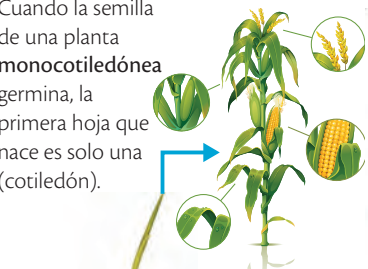 Cuando la semilla
de una planta
monocotiledónea
germina, la
primera hoja que
nace es solo una
(cotiledón).